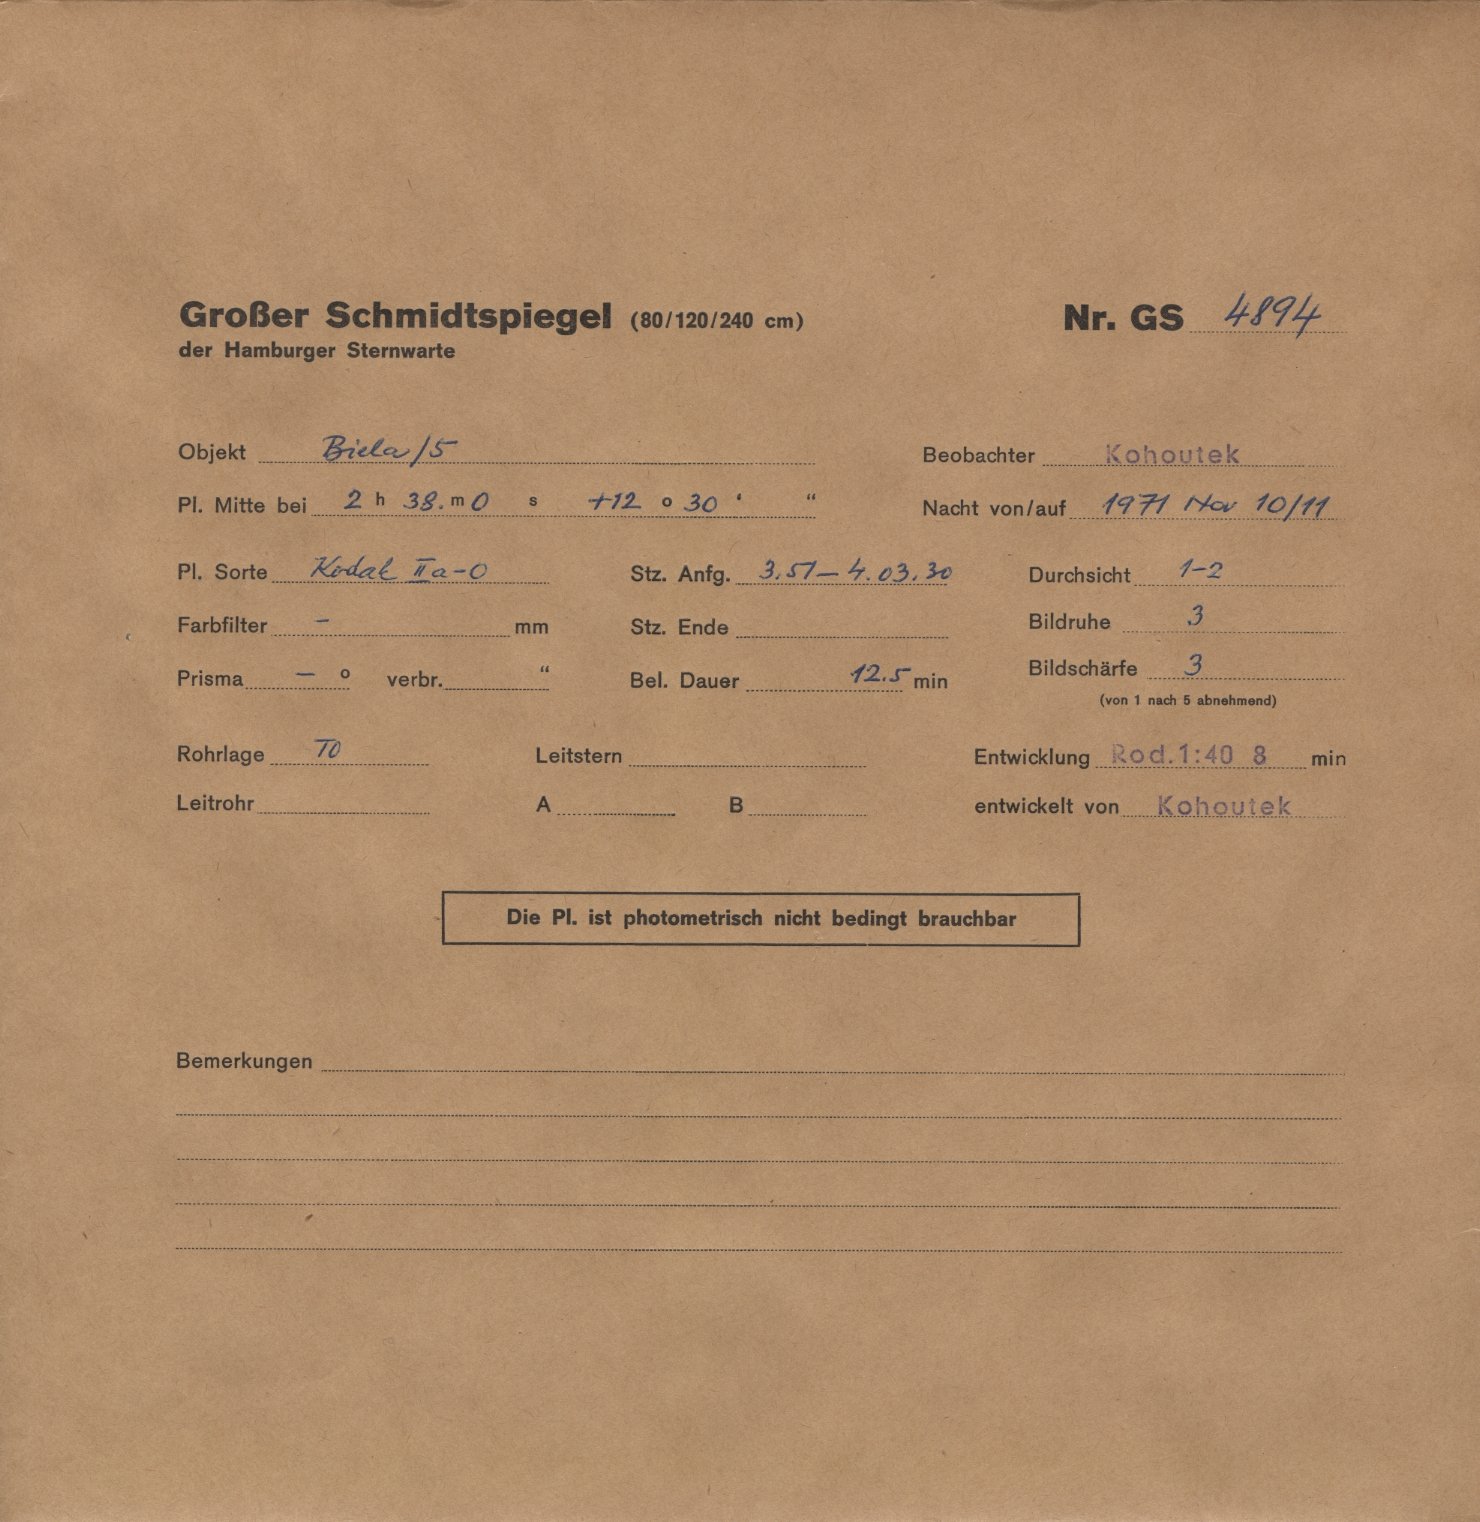 Großer Schmidtspiegel (80/120/240 cm) Nr. GS 4894
der Hamburger Sternwarte
Objekt Biela/5 Beobachter Kohoutek
Pl. Mitte bei 2 h 38. m 0 s +12 o 30 ‘ “ Nacht von/auf 1971 Nov 10/11
Pl. Sorte Kodak IIa-O Stz. Anfg. 3.51 – 4.03.30 Durchsicht 1-2
Farbfilter – mm Stz. Ende Bildruhe 3
Prisma – o verbr. “ Bel. Dauer 12.5 min Bildschärfe 3
(von 1 nach 5 abnehmend)
Rohrlage TO Leitstern Entwicklung Rod.1:40 8 min
Leitrohr A B entwickelt von Kohoutek
Die Pl. ist photometrisch nicht bedingt brauchbar
Bemerkungen